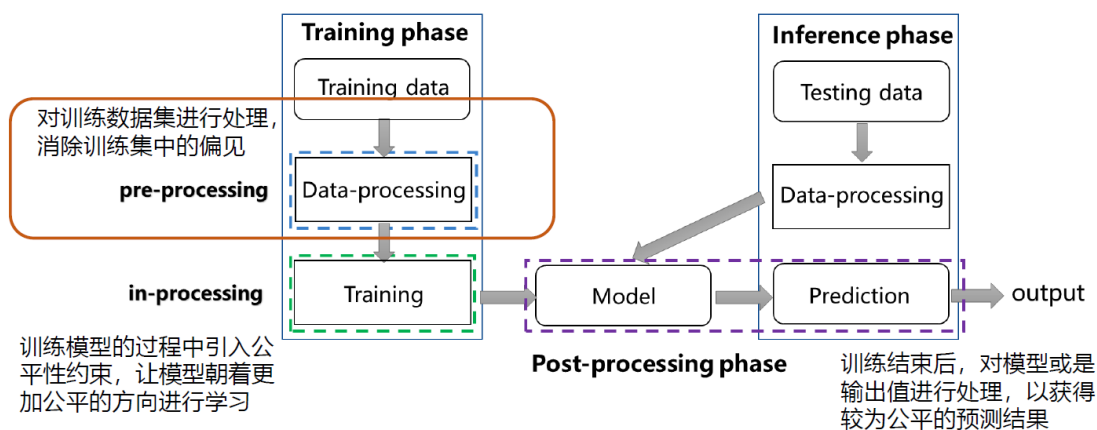 Training phase
Training data
对训练数据集进行处理，
消除训练集中的偏见
pre-processing
Data-processing
in-processing
Training
训练模型的过程中引入公
平性约束，让模型朝着更
加公平的方向进行学习
Inference phase
Testing data
Data-processing
Model
Prediction
output
Post-processing phase
训练结束后，对模型或是
输出值进行处理，以获得
较为公平的预测结果